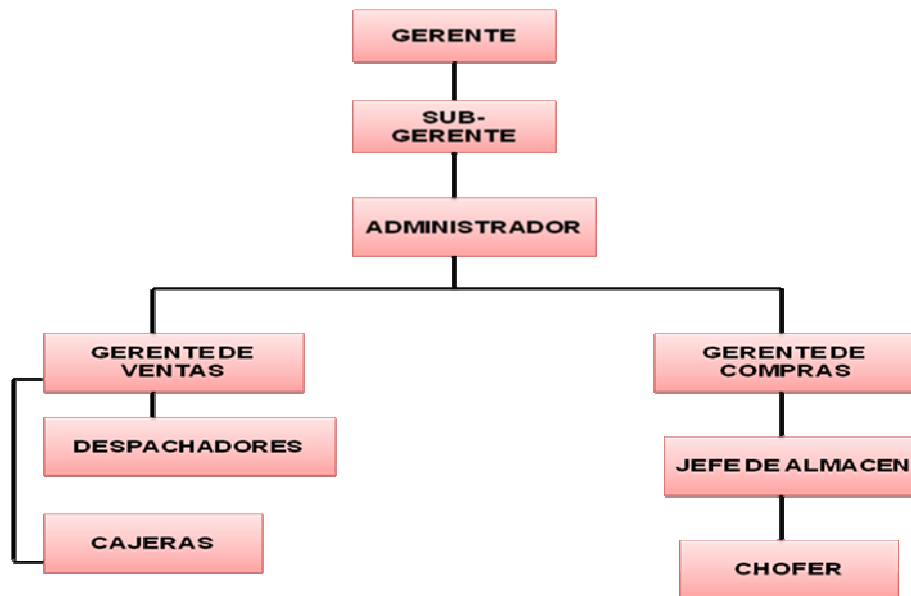 GERENTE
SUB-
GERENTE
ADMINISTRADOR
GERENTE DE
VENTAS
GERENTE DE
COMPRAS
DESPACHADORES
JEFE DE ALMACEN
CAJERAS
CHOFER